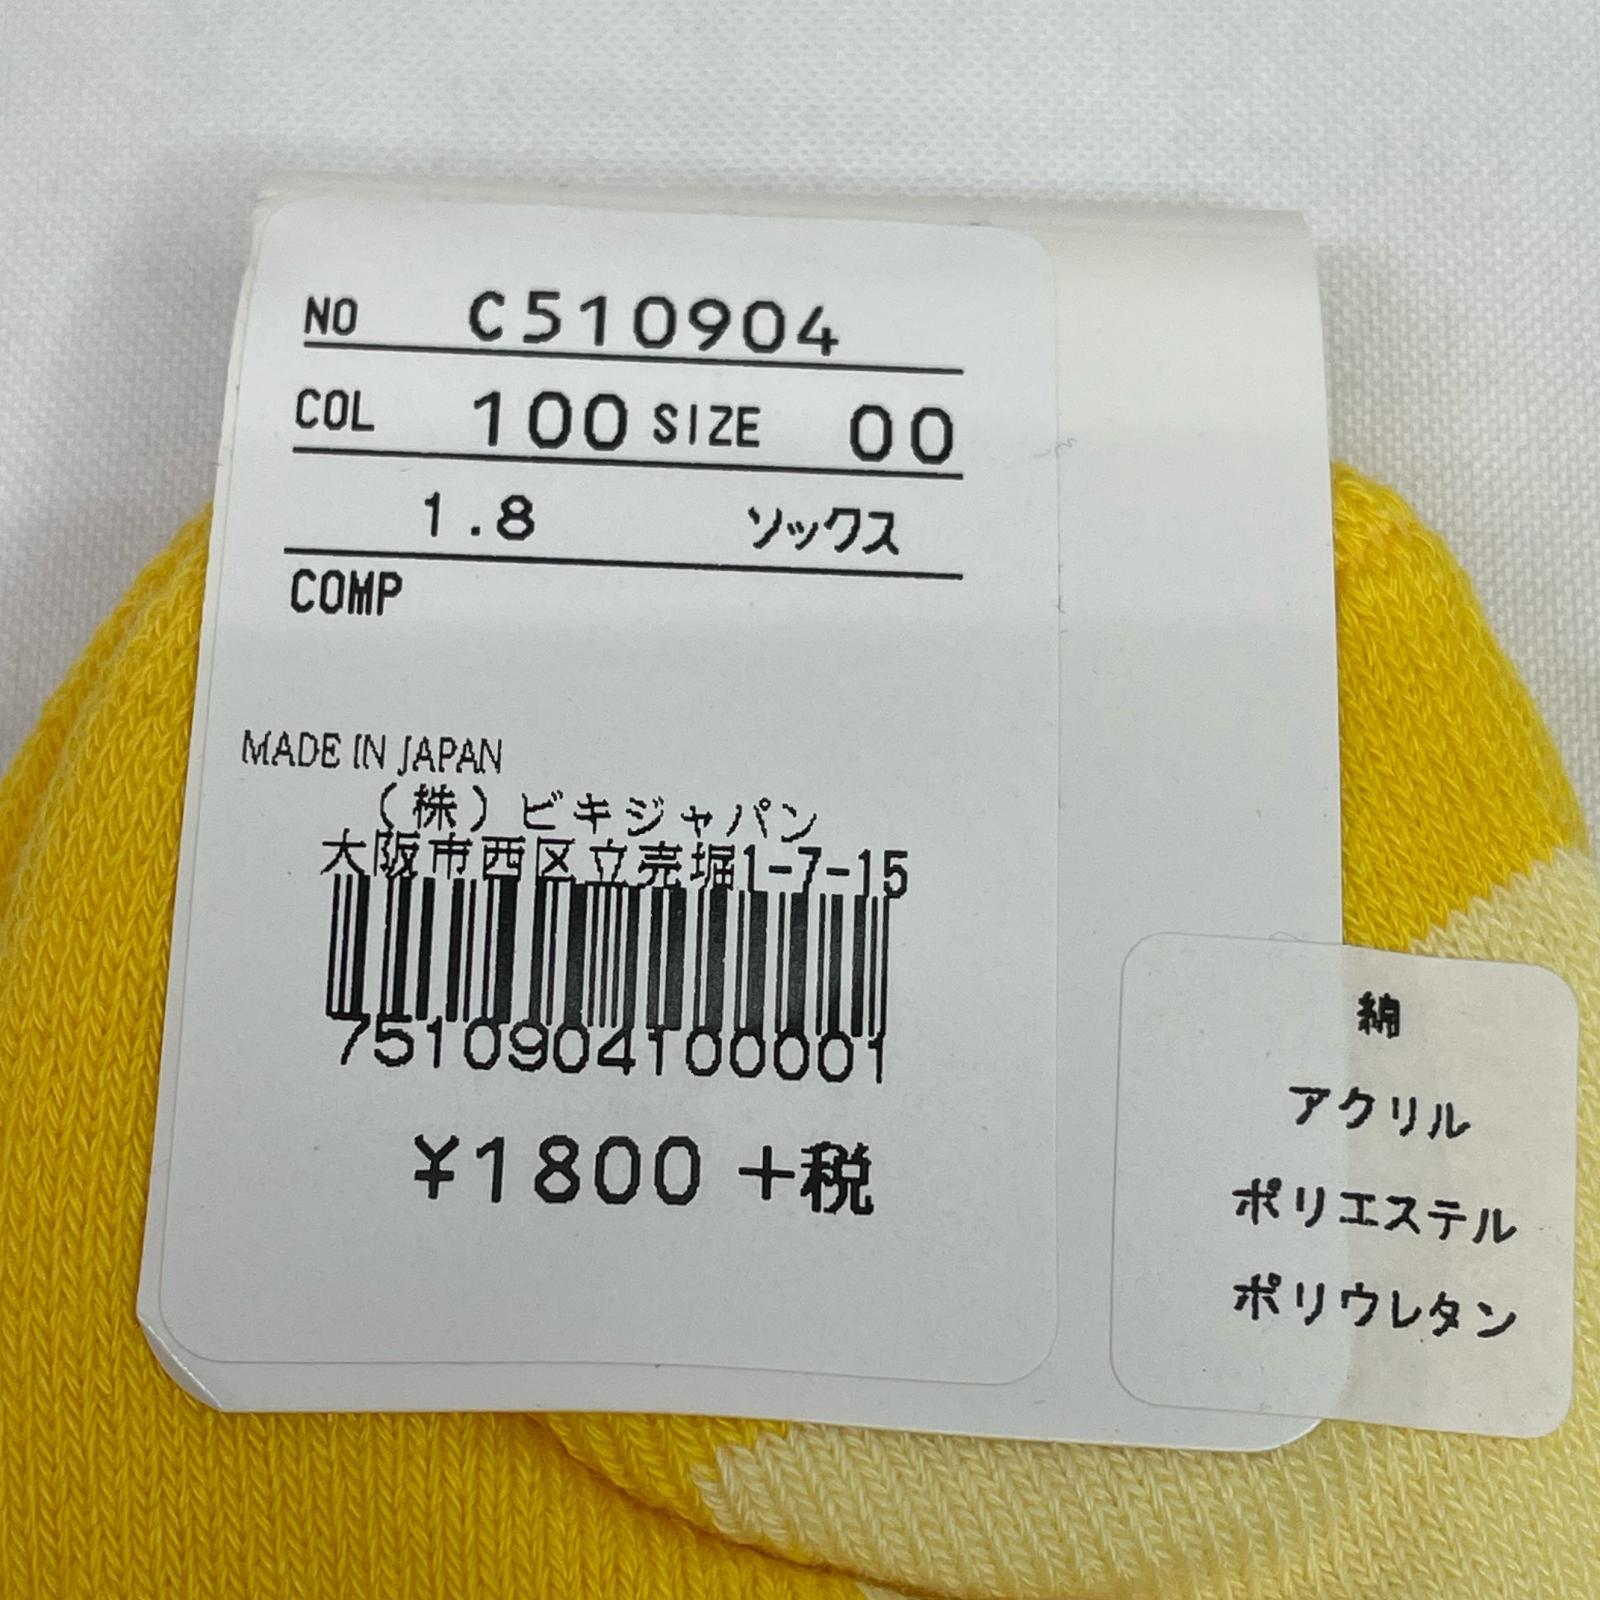 NO C510904
COL 100 SIZE 00
1.8 ソックス
COMP
MADE IN JAPAN
(株)ビキジャパン
大阪市西区立売堀1-7-15
7510904100001
¥1800 +税
綿
アクリル
ポリエステル
ポリウレタン